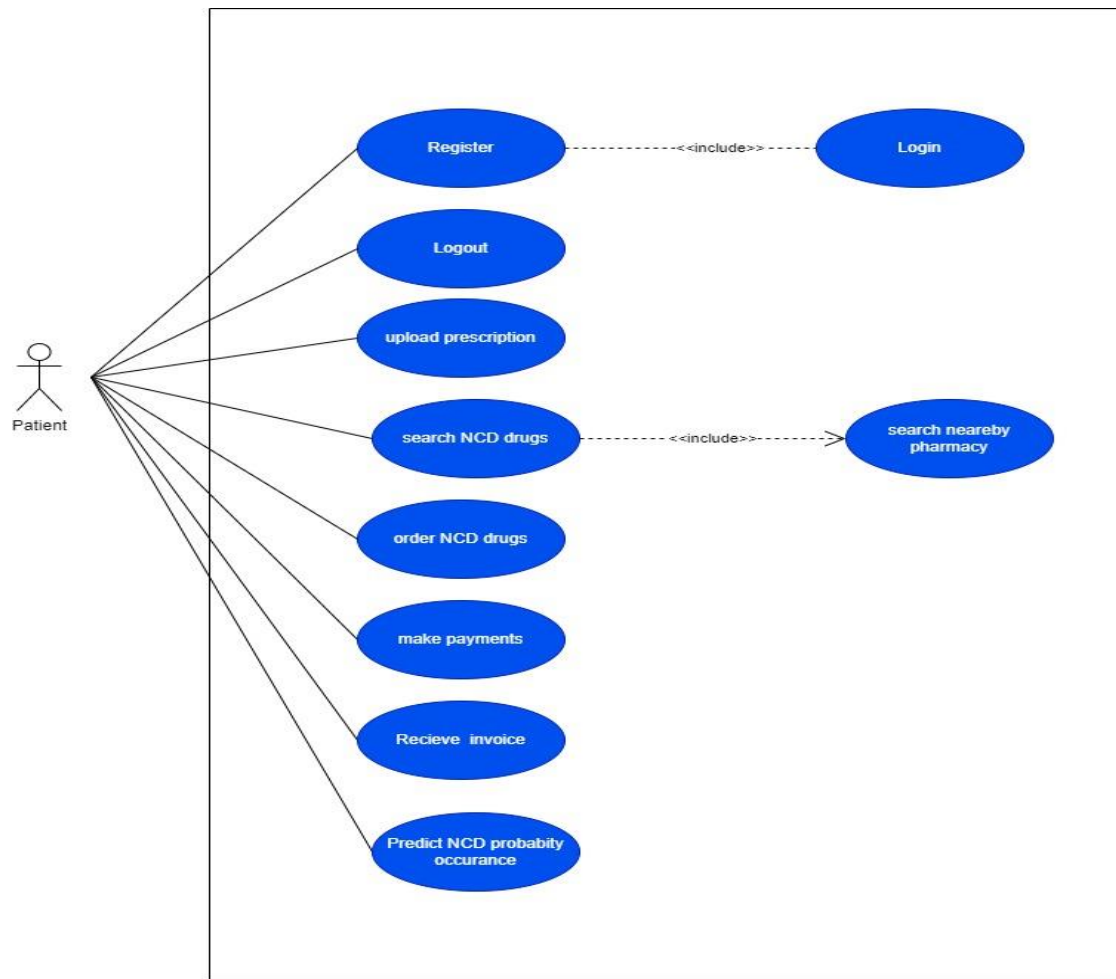 Register
<<include>>
Login
Logout
upload prescription
Patient
search NCD drugs
<<include>>
search neareby
pharmacy
order NCD drugs
make payments
Recieve invoice
Predict NCD probabity
occurance